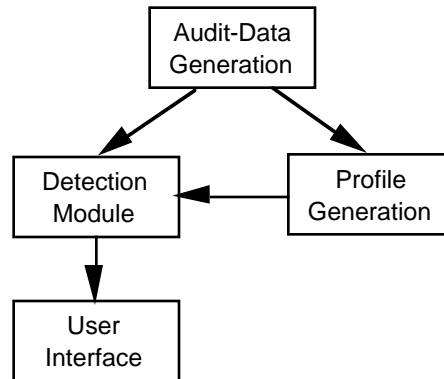 Audit-Data
Generation
Detection
Module
Profile
Generation
User
Interface